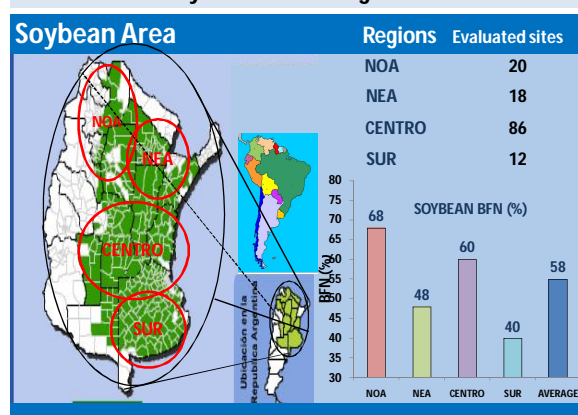 Soybean Area
Regions Evaluated sites
NOA 20
NEA 18
CENTRO 86
SUR 12
NOA
NEA
CENTRO
SUR
Ubicación en la
Republica Argentina
SOYBEAN BFN (%)
BFN (%)
80
75
70
65
60
55
50
45
40
35
30
68
48
60
40
58
NOA NEA CENTRO SUR AVERAGE